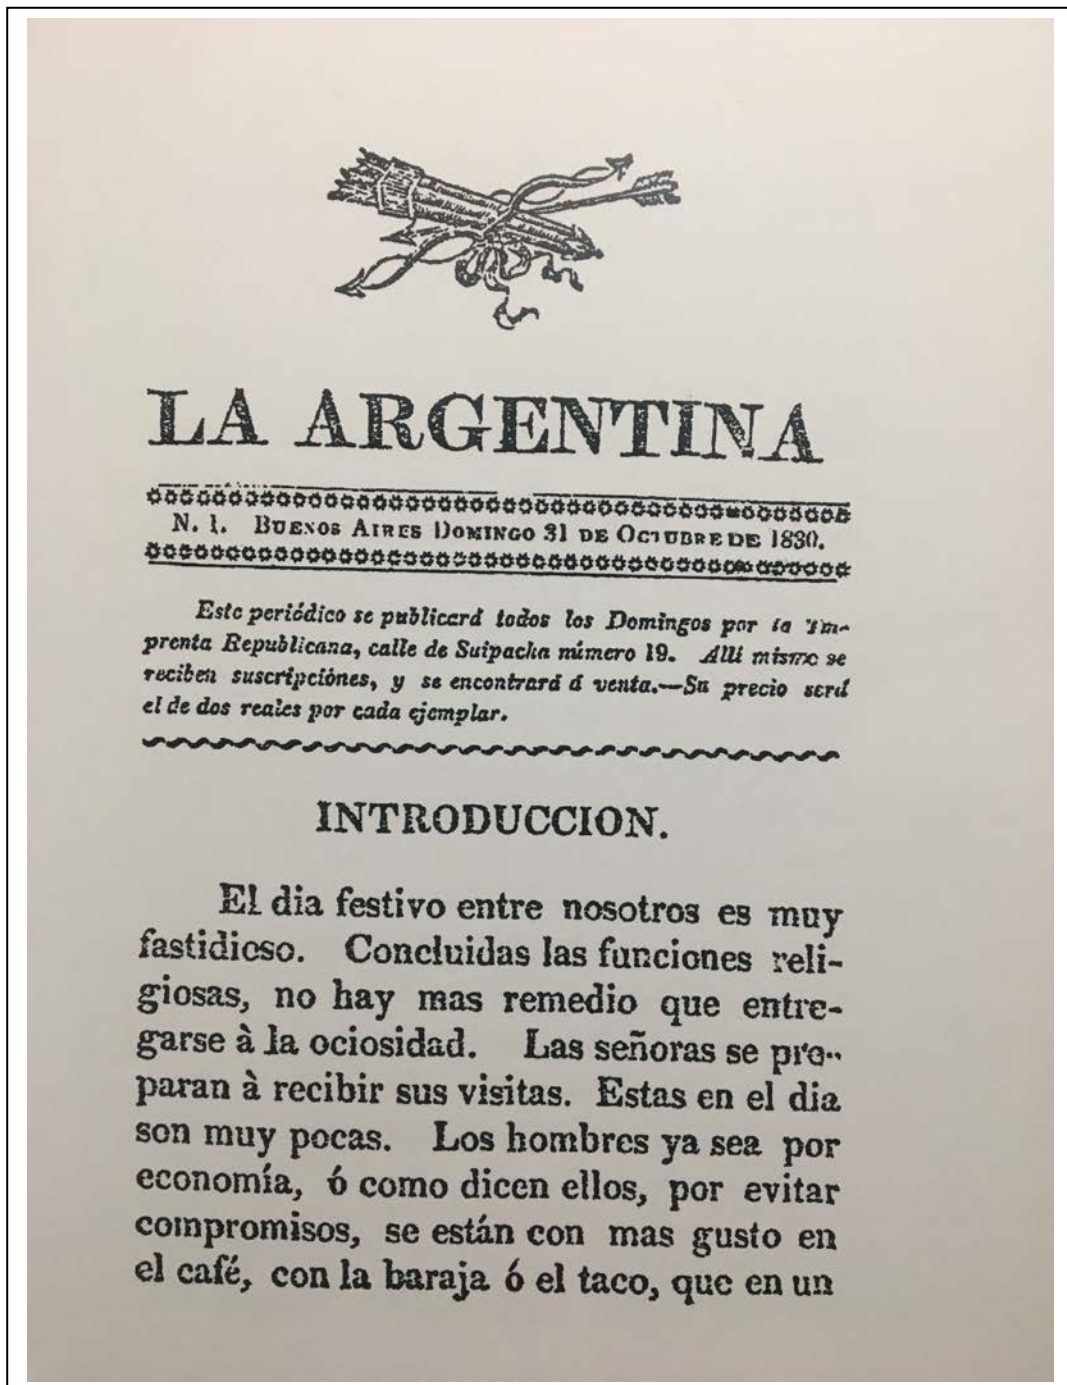 LA ARGENTINA
N. 1. BUENOS AIRES DOMINGO 31 DE OCTUBRE DE 1830.
Este periódico se publicará todos los Domingos por la Im-
prenta Republicana, calle de Suipacha número 19. Alli mismo se
reciben suscripciónes, y se encontrará á venta.—Su precio será
el de dos reales por cada ejemplar.
INTRODUCCION.
El dia festivo entre nosotros es muy
fastidioso. Concluidas las funciones reli-
giosas, no hay mas remedio que entre-
garse à la ociosidad. Las señoras se pre-
paran à recibir sus visitas. Estas en el dia
son muy pocas. Los hombres ya sea por
economía, ó como dicen ellos, por evitar
compromisos, se están con mas gusto en
el café, con la baraja ó el taco, que en un